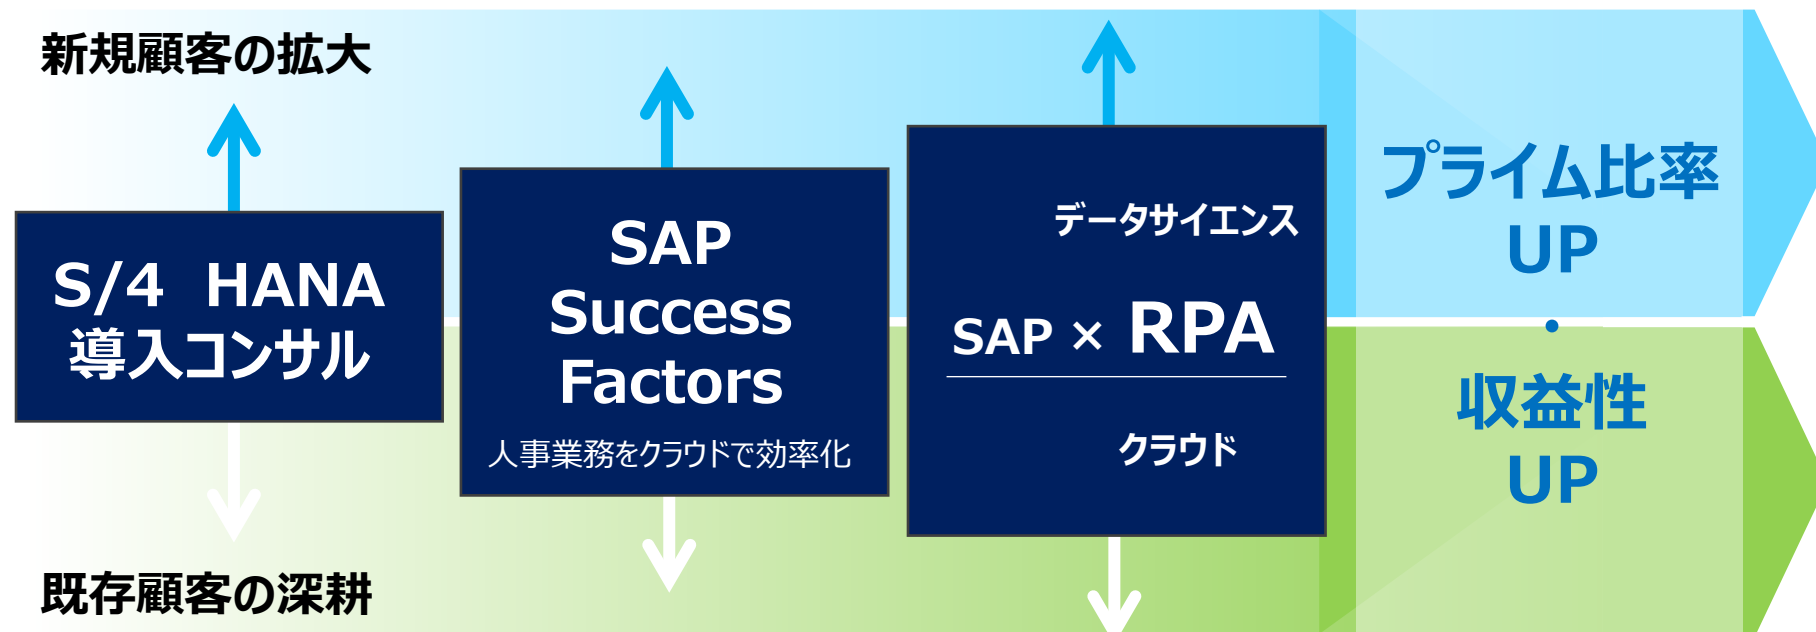 新規顧客の拡大
S/4 HANA
導入コンサル
SAP
Success
Factors
人事業務をクラウドで効率化
データサイエンス
SAP × RPA
クラウド
プライム比率
UP
・
収益性
UP
既存顧客の深耕